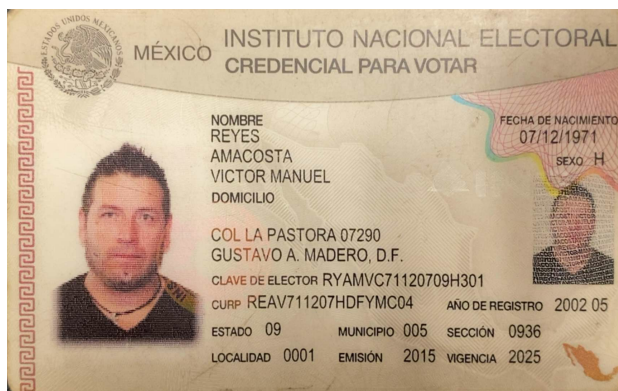 ESTADOS UNIDOS MEXICANOS
MÉXICO INSTITUTO NACIONAL ELECTORAL
CREDENCIAL PARA VOTAR
NOMBRE
REYES
AMACOSTA
VICTOR MANUEL
DOMICILIO
COL LA PASTORA 07290
GUSTAVO A. MADERO, D.F.
FECHA DE NACIMIENTO
07/12/1971
SEXO H
CLAVE DE ELECTOR RYAMVC71120709H301
CURP REAV711207HDFYMC04 AÑO DE REGISTRO 2002 05
ESTADO 09 MUNICIPIO 005 SECCIÓN 0936
LOCALIDAD 0001 EMISIÓN 2015 VIGENCIA 2025